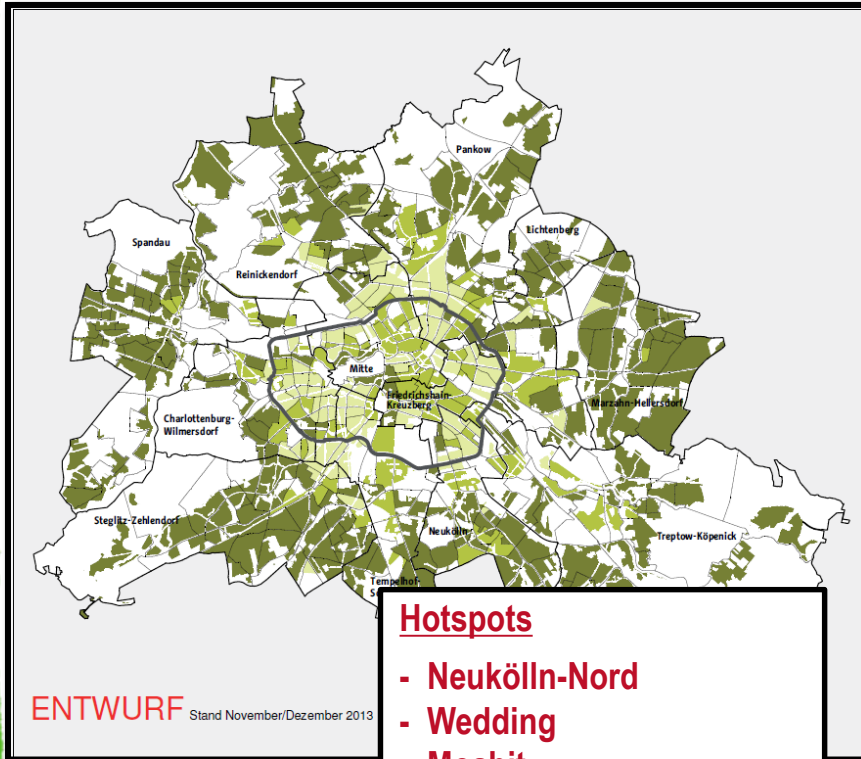 Pankow
Lichtenberg
Spandau
Reinickendorf
Mitte
Friedrichshain-
Kreuzberg
Marzahn-Hellersdorf
Charlottenburg-
Wilmersdorf
Steglitz-Zehlendorf
Neukölln
Treptow-Köpenick
Tempelhof-
Hotspots
- Neukölln-Nord
ENTWURF Stand November/Dezember 2013
- Wedding